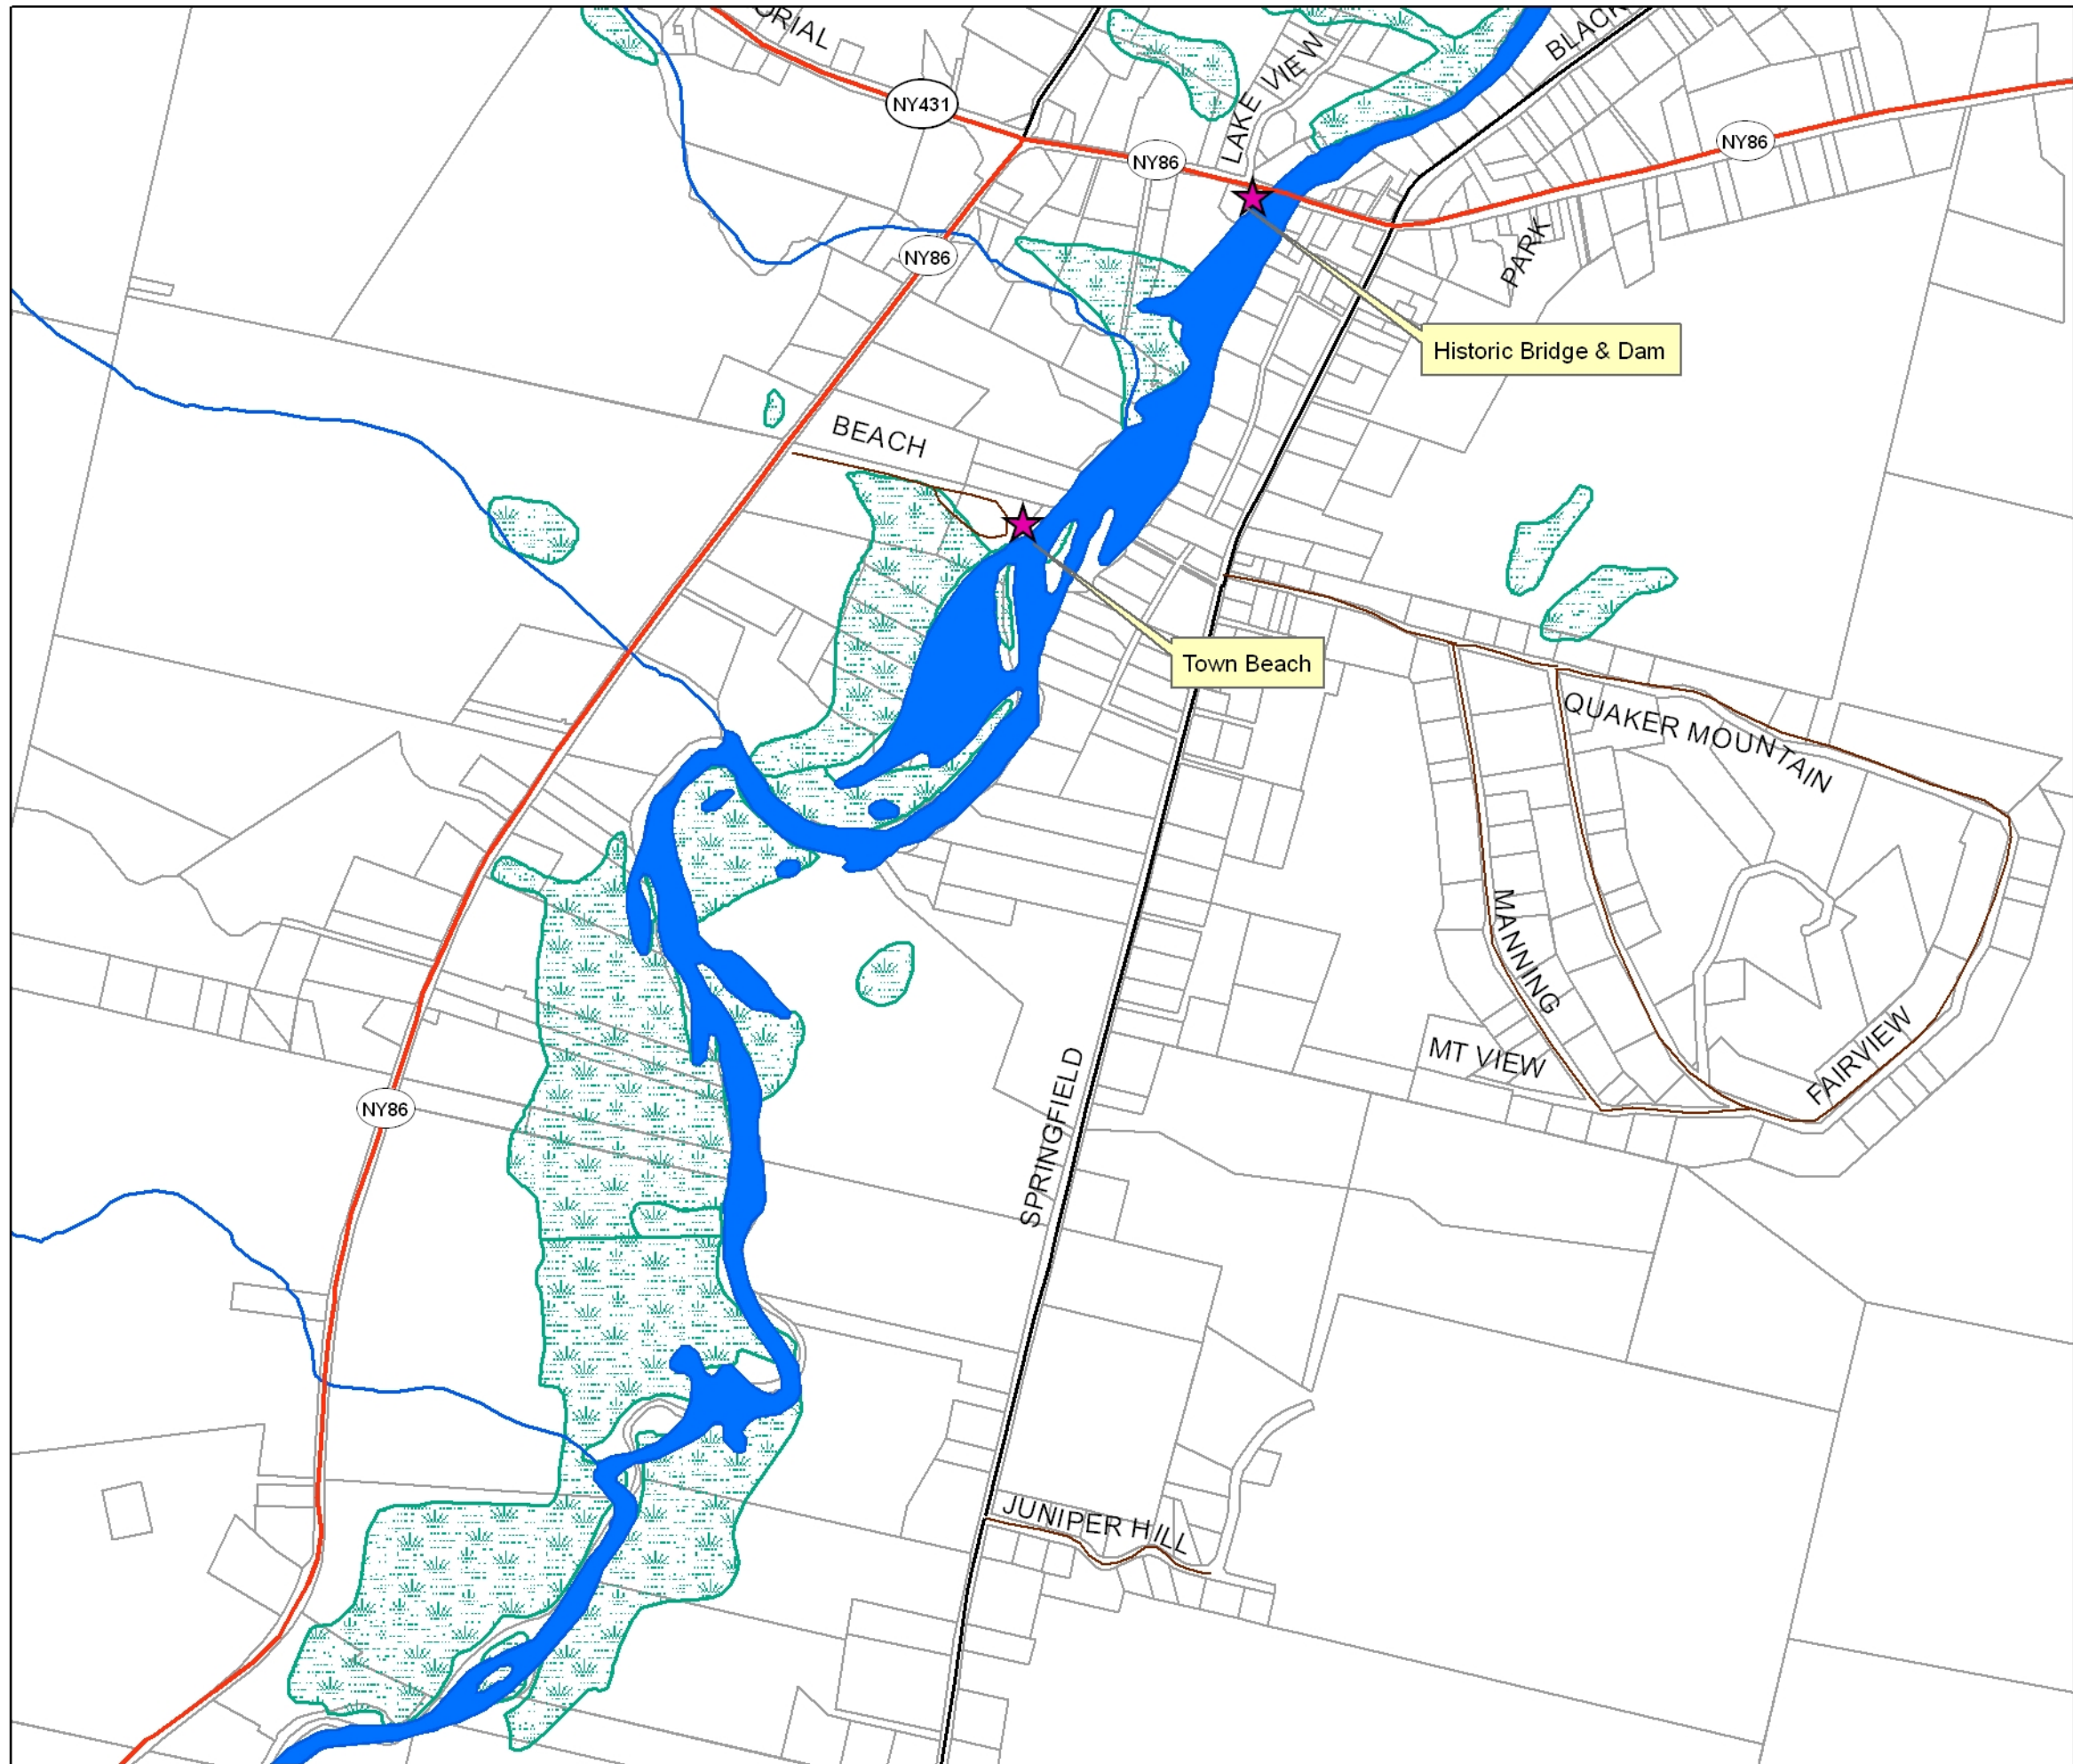 ORIAL
BLACK
NY431
LAKE VIEW
NY86
NY86
NY86
PARK
Historic Bridge & Dam
BEACH
Town Beach
QUAKER MOUNTAIN
MANNING
FAIRVIEW
MT VIEW
SPRINGFIELD
NY86
JUNIPER HILL